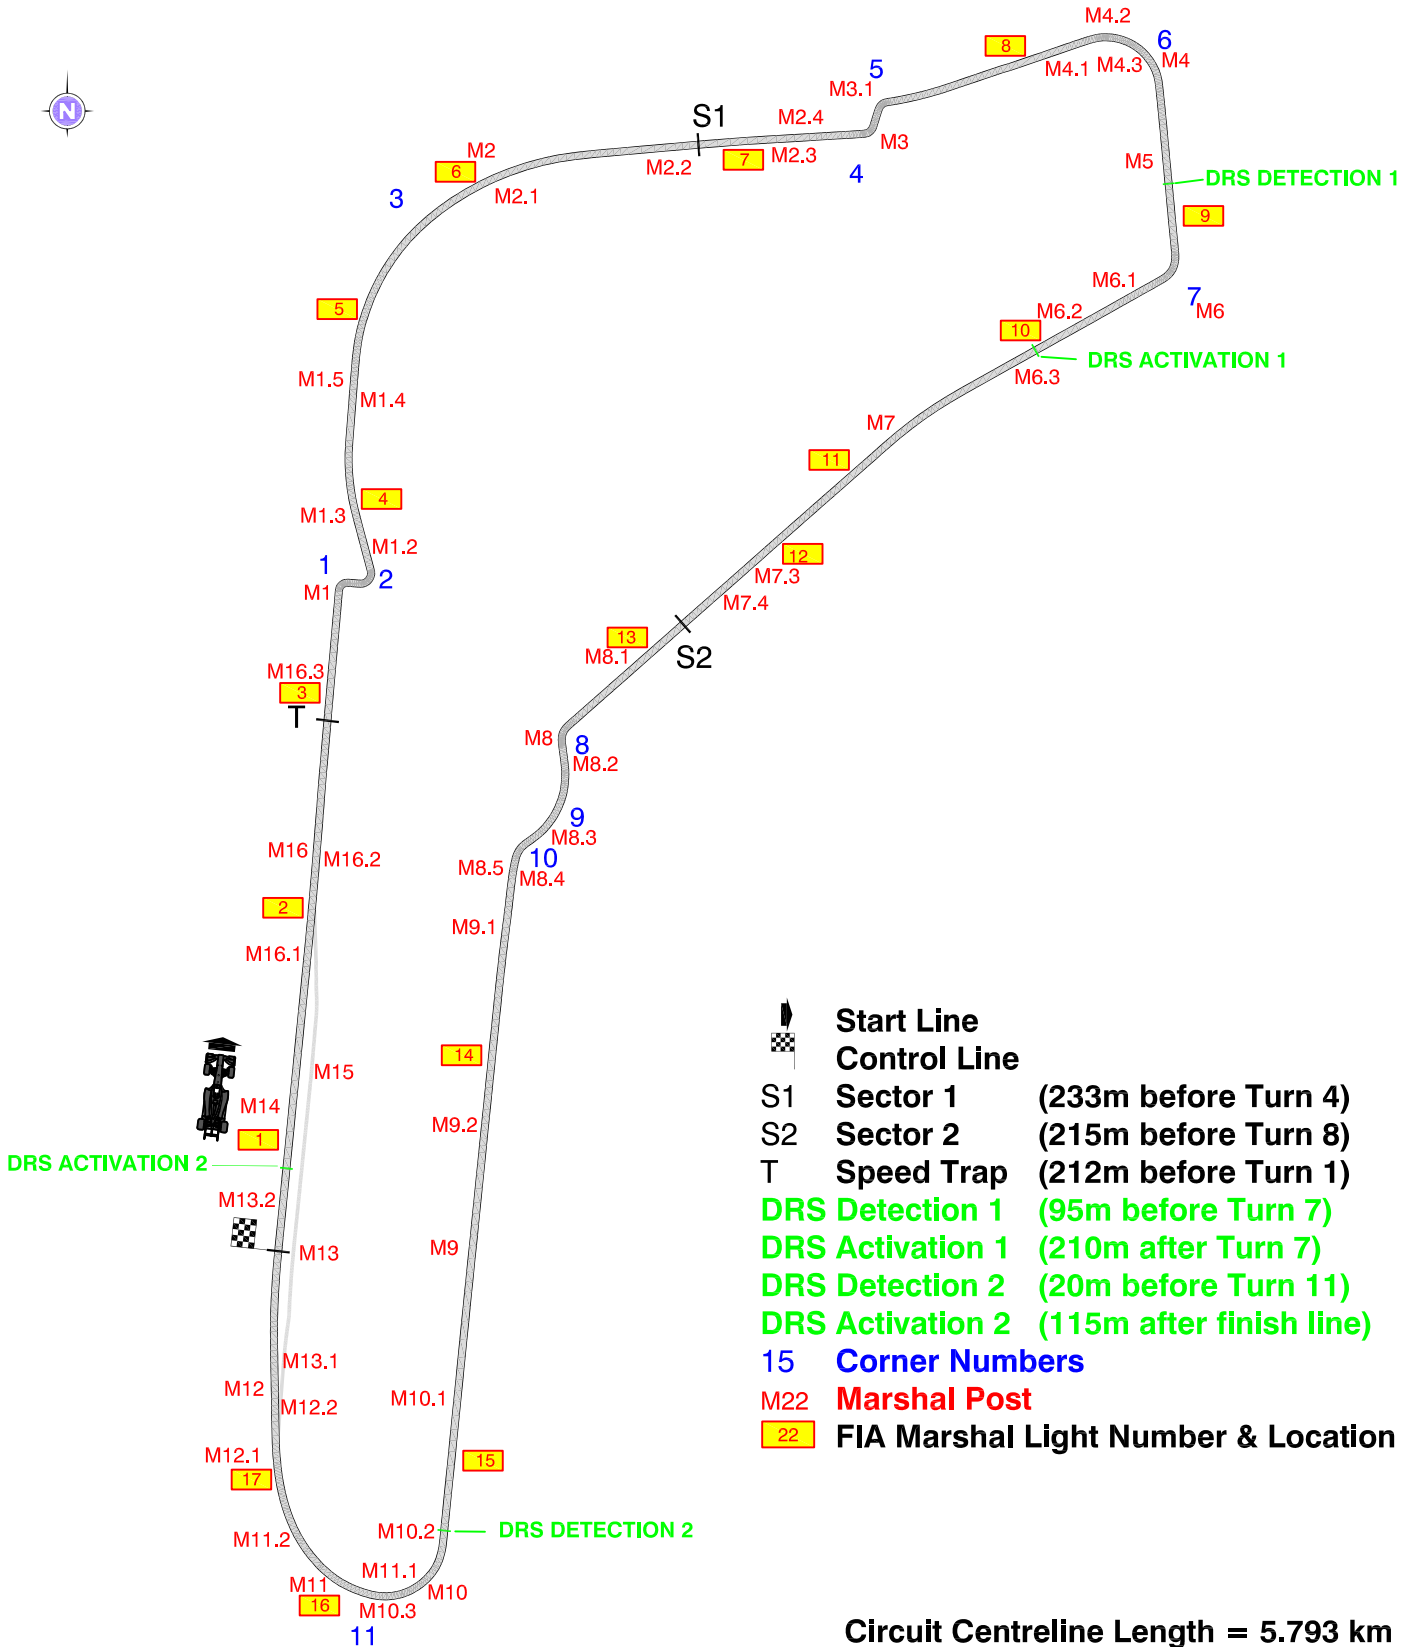 M4.2
6
8
M4
M4.1 M4.3
5
M3.1
N
S1
M2.4
M3
M2
M2.2
7
M2.3
M5
6
4
DRS DETECTION 1
M2.1
3
9
M6.1
7
M6
5
M6.2
10
DRS ACTIVATION 1
M1.5
M6.3
M1.4
M7
11
4
M1.3
M1.2
12
1
2
M7.3
M1
M7.4
13
M8.1
S2
M16.3
3
T
M8
8
M8.2
9
M8.3
M16
M16.2
10
M8.5
M8.4
2
M9.1
M16.1
Start Line
Control Line
14
M15
S1 Sector 1 (233m before Turn 4)
M14
M9.2
S2 Sector 2 (215m before Turn 8)
1
DRS ACTIVATION 2
T Speed Trap (212m before Turn 1)
M13.2
DRS Detection 1 (95m before Turn 7)
M13
M9
DRS Activation 1 (210m after Turn 7)
DRS Detection 2 (20m before Turn 11)
DRS Activation 2 (115m after finish line)
M13.1
15 Corner Numbers
M12
M12.2
M10.1
M22 Marshal Post
22 FIA Marshal Light Number & Location
M12.1
15
17
M10.2
DRS DETECTION 2
M11.2
M11.1
M11
M10
16
M10.3
11
Circuit Centreline Length = 5.793 km